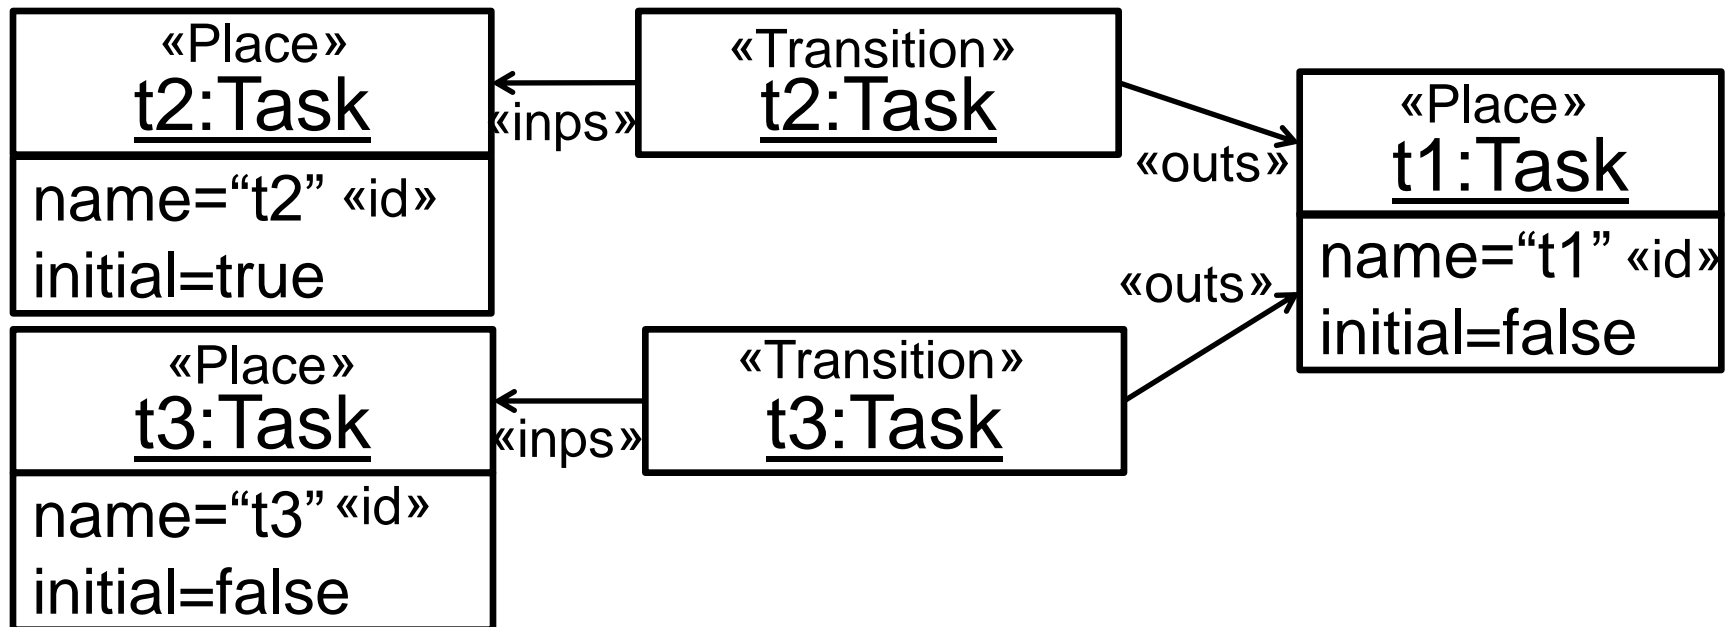 «Place»
t2:Task
name=“t2” «id»
initial=true
«inps»
«Transition»
t2:Task
«outs»
«Place»
t1:Task
name=“t1” «id»
initial=false
«outs»
«Place»
t3:Task
name=“t3” «id»
initial=false
«inps»
«Transition»
t3:Task